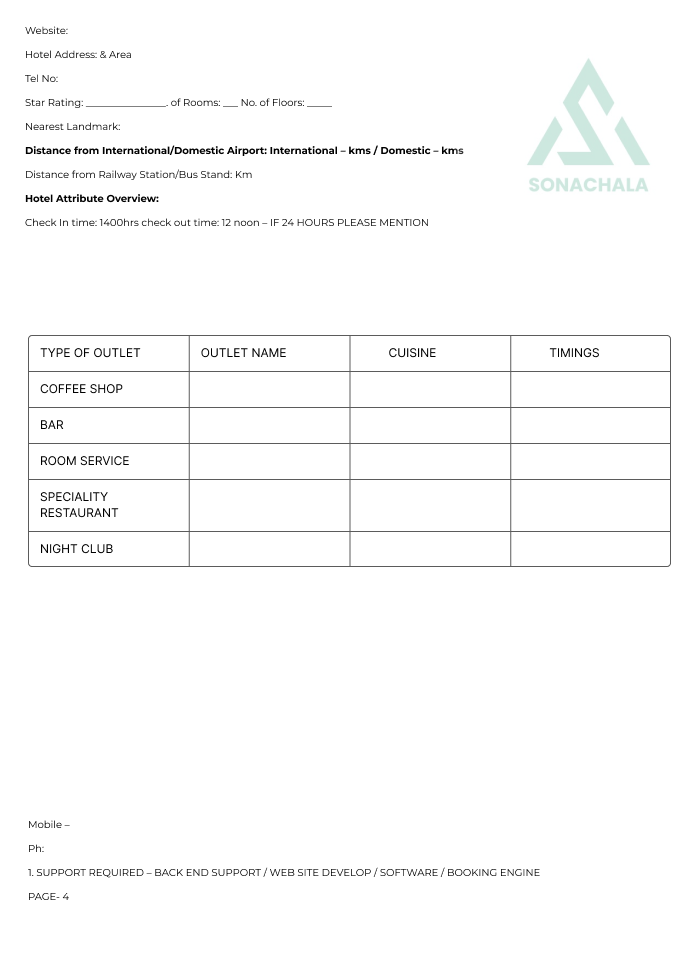 Website:
Hotel Address: & Area
Tel No:
Star Rating: ________________. of Rooms: ___ No. of Floors: _____
Nearest Landmark:
Distance from International/Domestic Airport: International – kms / Domestic – kms
Distance from Railway Station/Bus Stand: Km
Hotel Attribute Overview:
Check In time: 1400hrs check out time: 12 noon – IF 24 HOURS PLEASE MENTION
SONACHALA
TYPE OF OUTLET OUTLET NAME CUISINE TIMINGS
COFFEE SHOP
BAR
ROOM SERVICE
SPECIALITY
RESTAURANT
NIGHT CLUB
Mobile –
Ph:
1. SUPPORT REQUIRED – BACK END SUPPORT / WEB SITE DEVELOP / SOFTWARE / BOOKING ENGINE
PAGE- 4